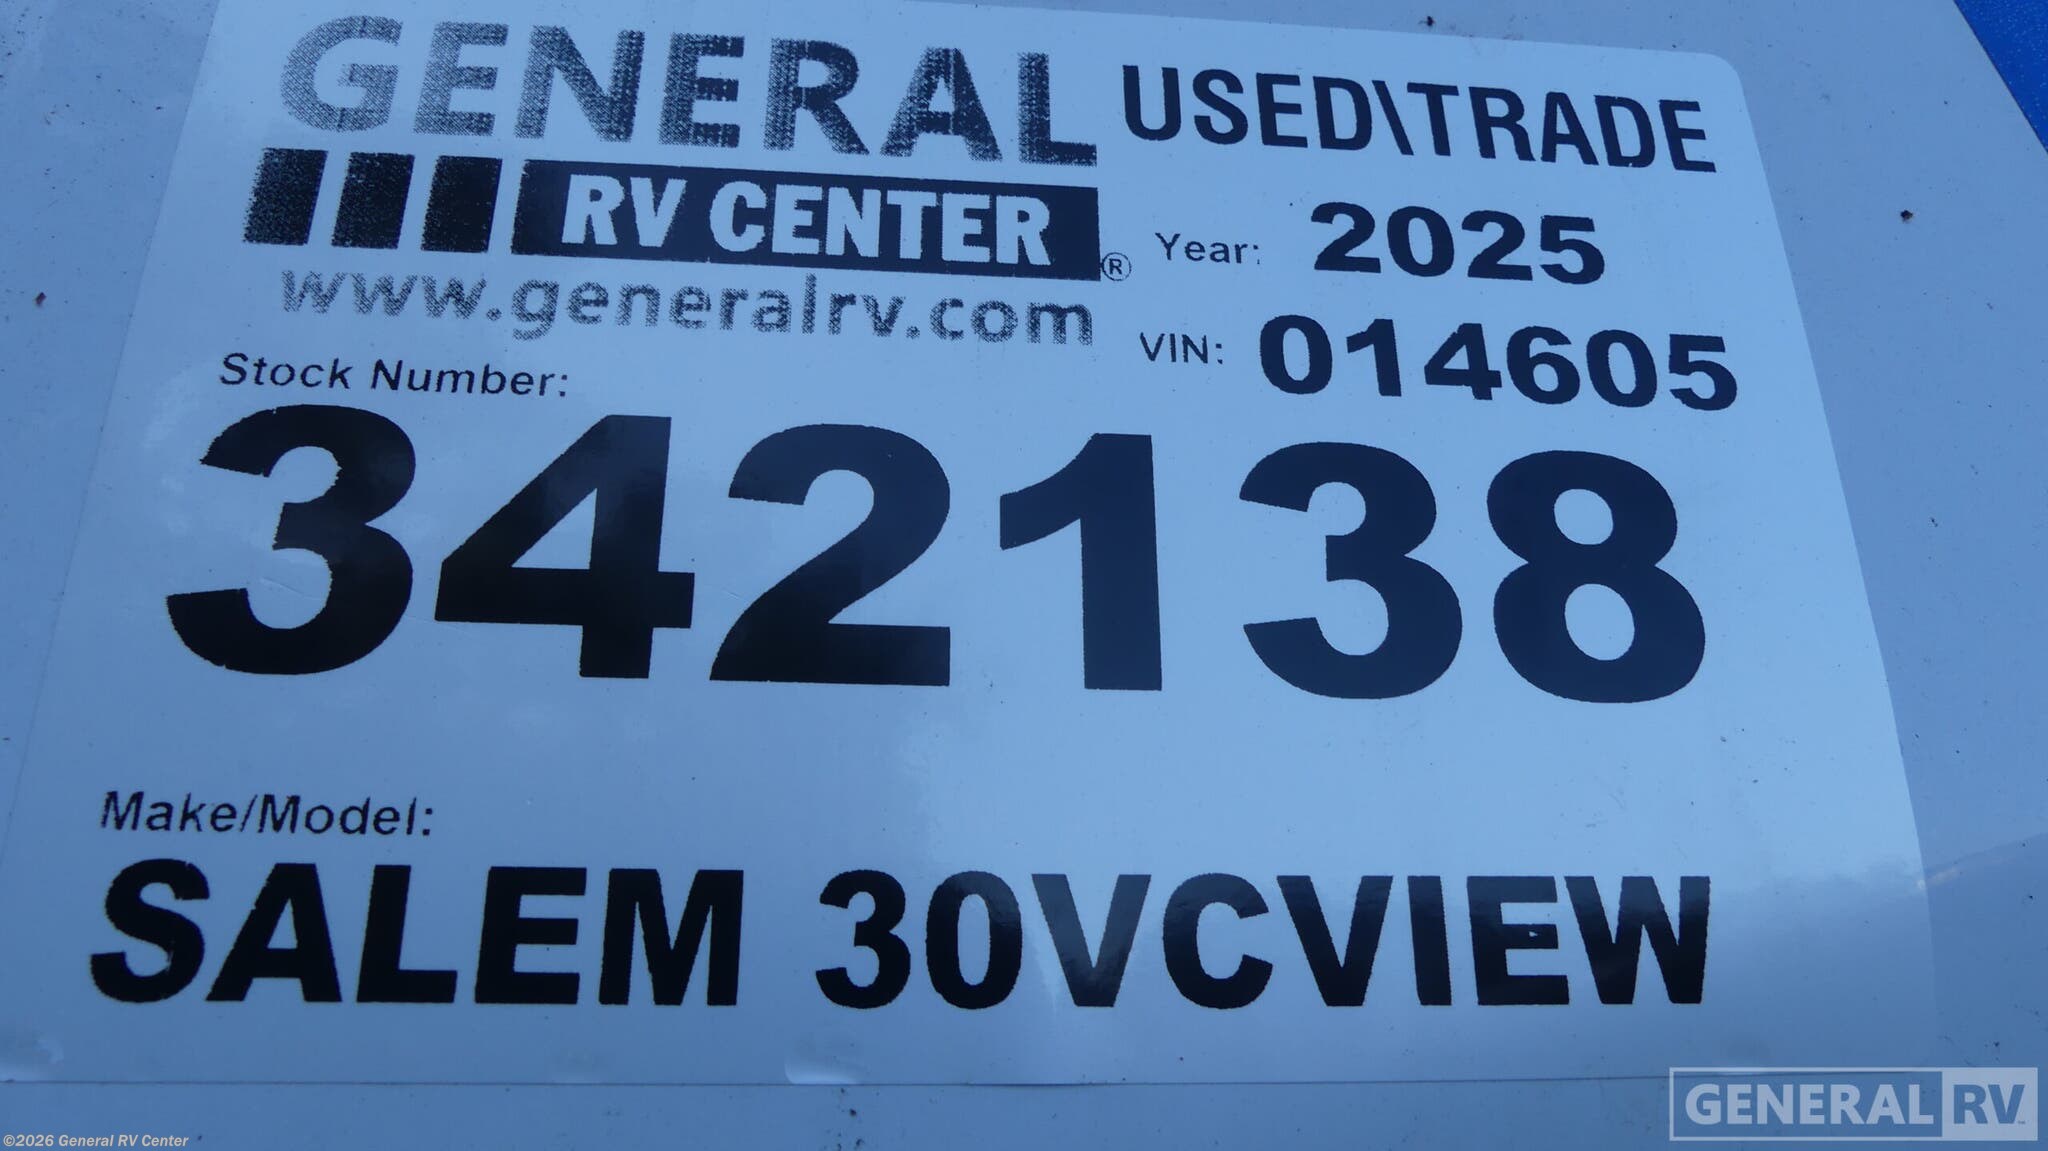 GENERAL
RV CENTER®
www.generalrv.com
USED\TRADE
Year: 2025
VIN: 014605
Stock Number:
342138
Make/Model:
SALEM 30VCVIEW
GENERAL RV™
©2026 General RV Center